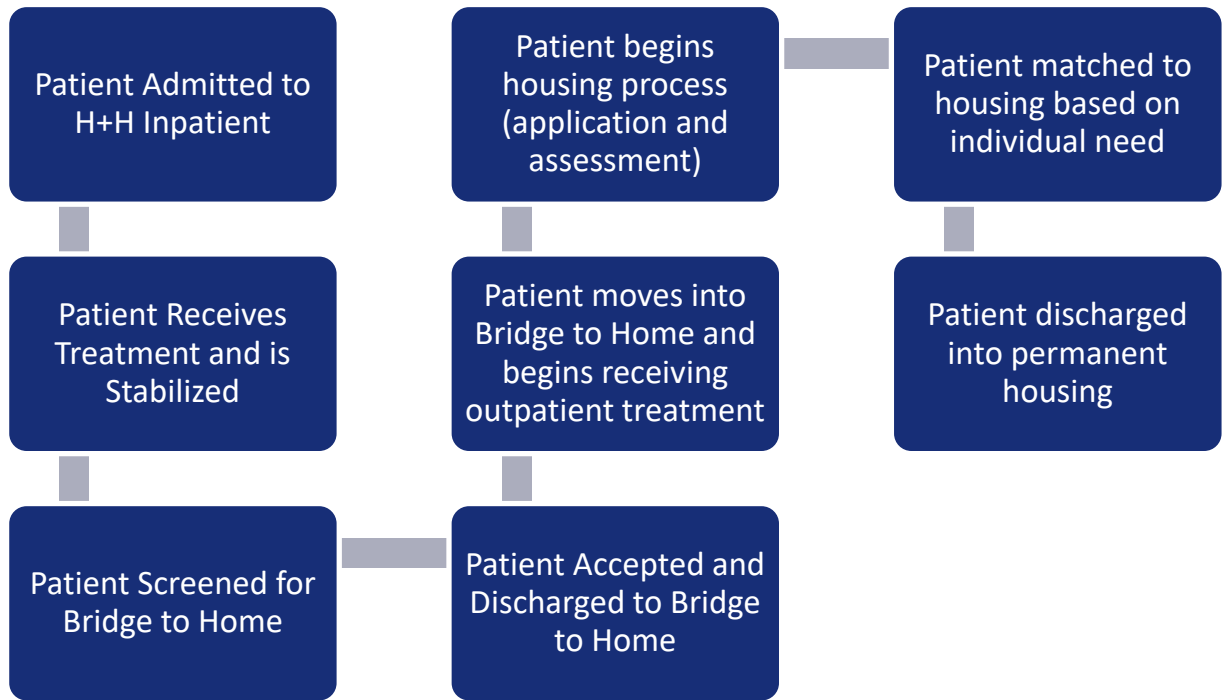 Patient Admitted to
H+H Inpatient
Patient Receives
Treatment and is
Stabilized
Patient Screened for
Bridge to Home
Patient Accepted and
Discharged to Bridge
to Home
Patient moves into
Bridge to Home and
begins receiving
outpatient treatment
Patient begins
housing process
(application and
assessment)
Patient matched to
housing based on
individual need
Patient discharged
into permanent
housing